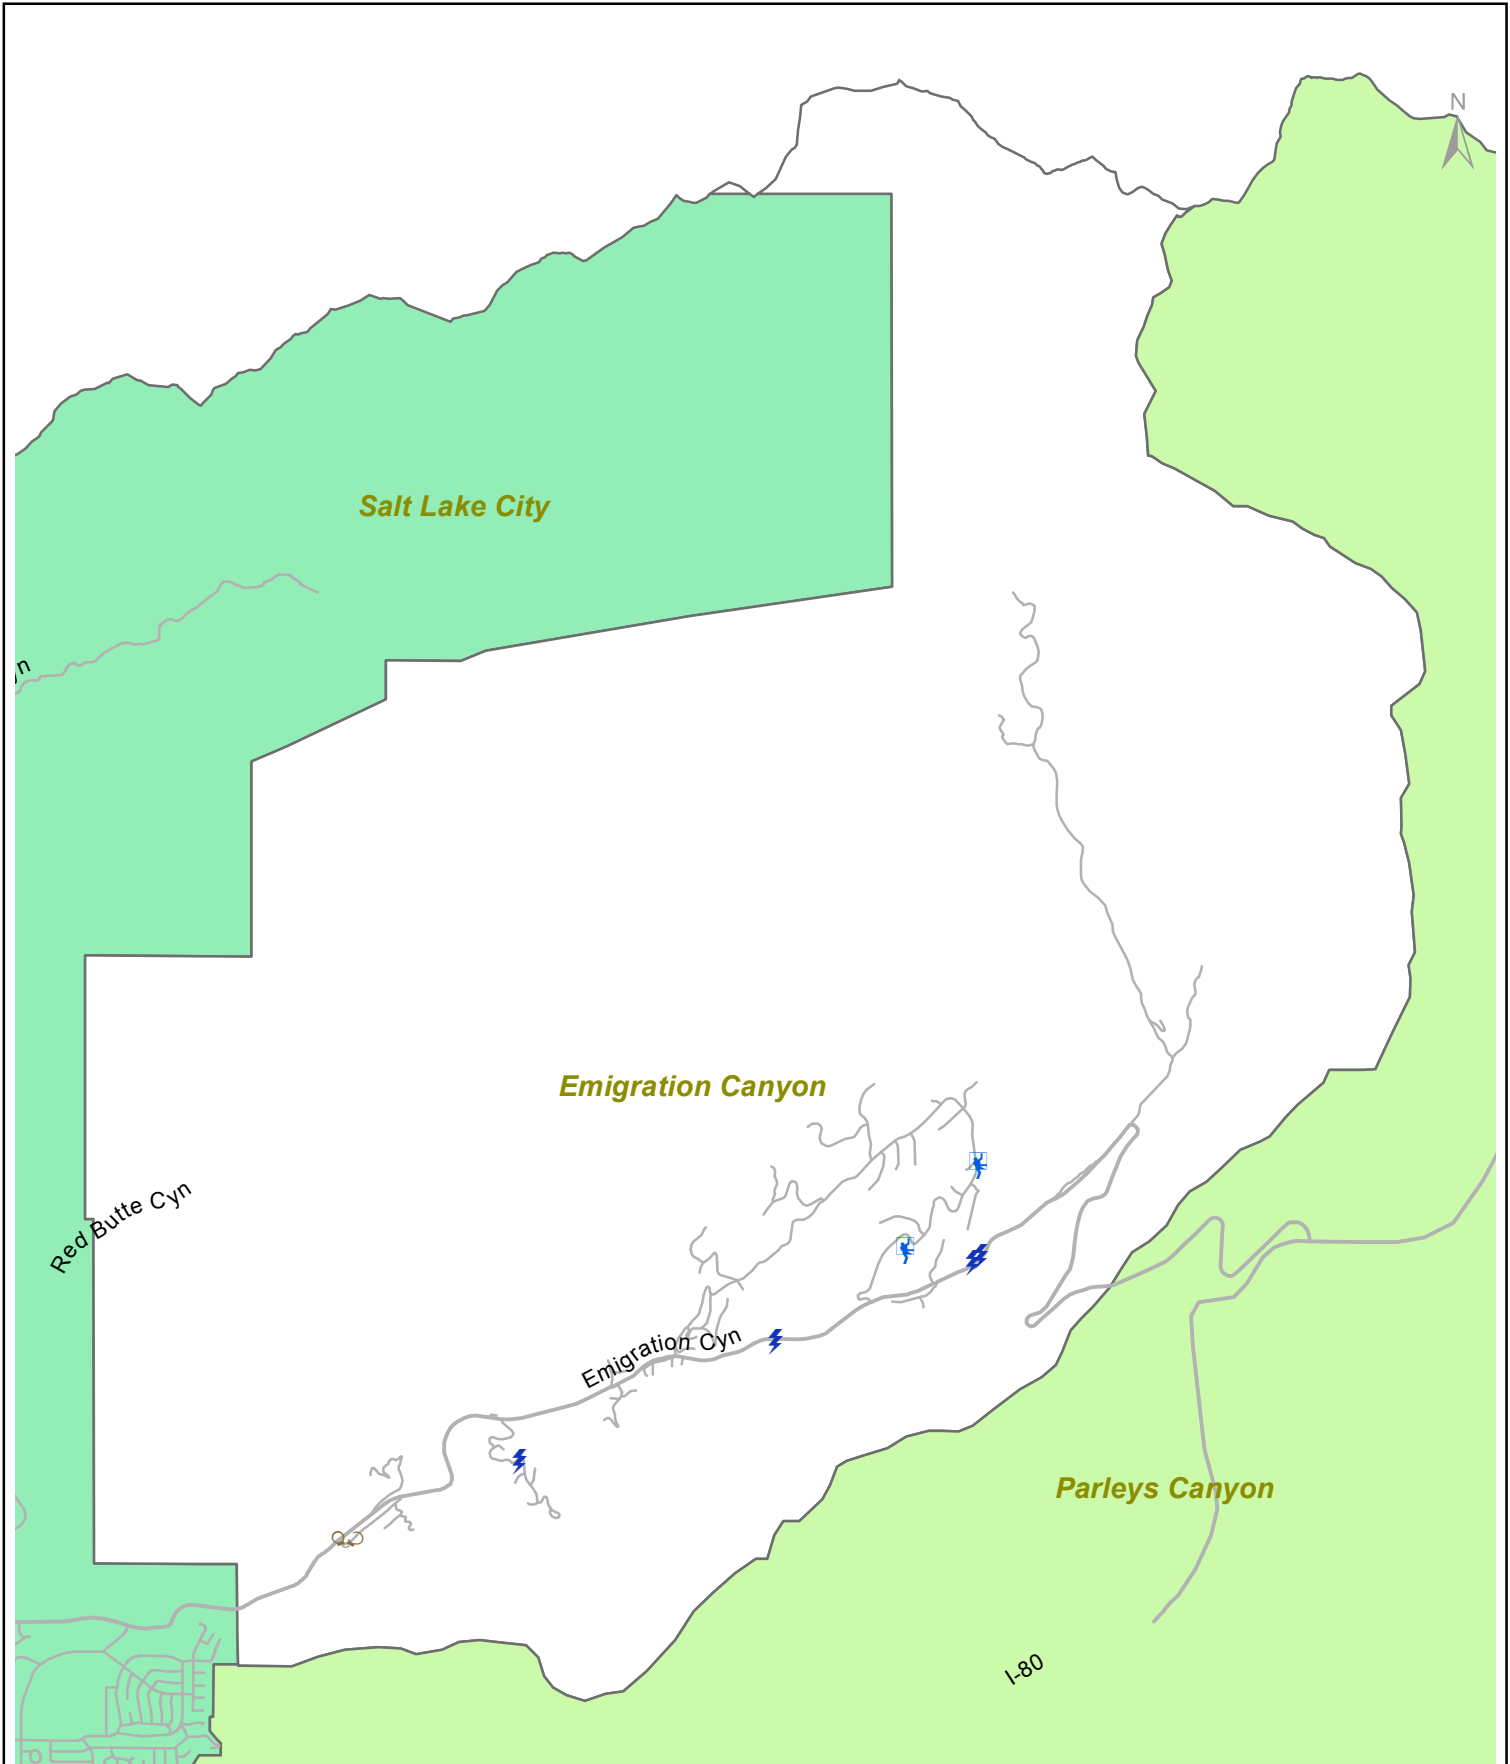 N
Salt Lake City
Emigration Canyon
Red Butte Cyn
Emigration Cyn
Parleys Canyon
I-80